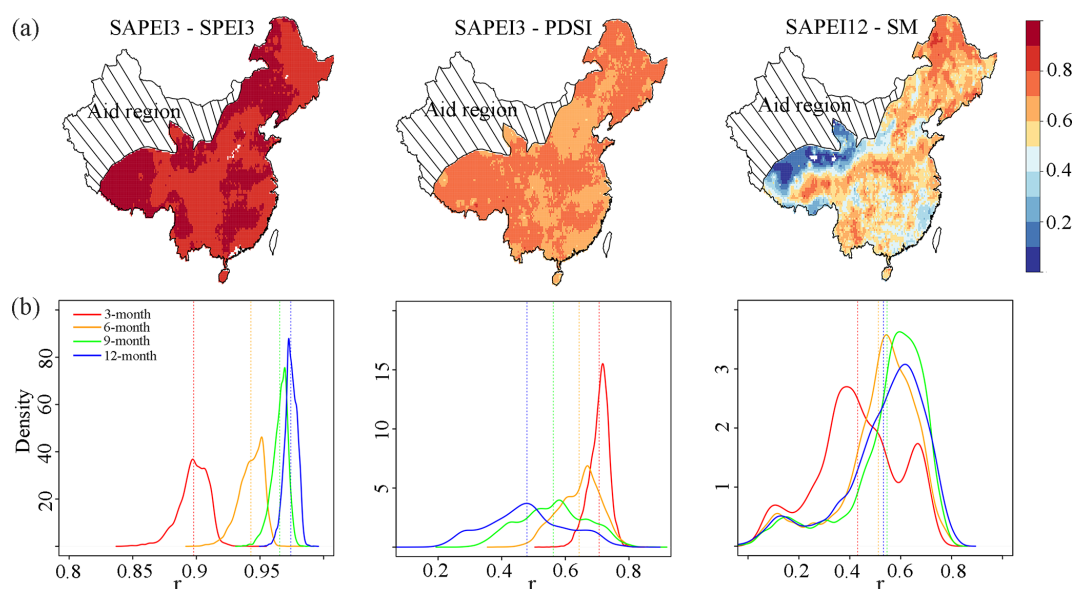 (a) SAPEI3 - SPEI3 SAPEI3 - PDSI SAPEI12 - SM
Aid region Aid region Aid region
0.8
0.6
0.4
0.2
(b)
3-month
6-month
9-month
12-month
Density
20 40 60 80
5 10 15
1 2 3
0.8 0.85 0.9 0.95 1
0.2 0.4 0.6 0.8
0.2 0.4 0.6 0.8
r r r